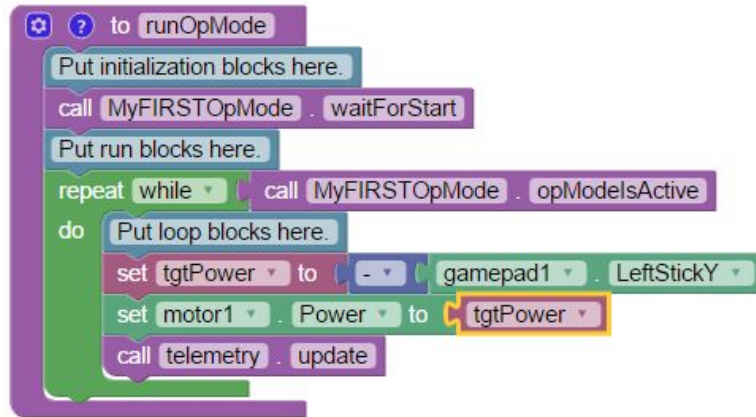 ? to runOpMode
Put initialization blocks here.
call MyFIRSTOpMode . waitForStart
Put run blocks here.
repeat while call MyFIRSTOpMode . opModeIsActive
do Put loop blocks here.
set tgtPower to - gamepad1 . LeftStickY
set motor1 . Power to tgtPower
call telemetry . update